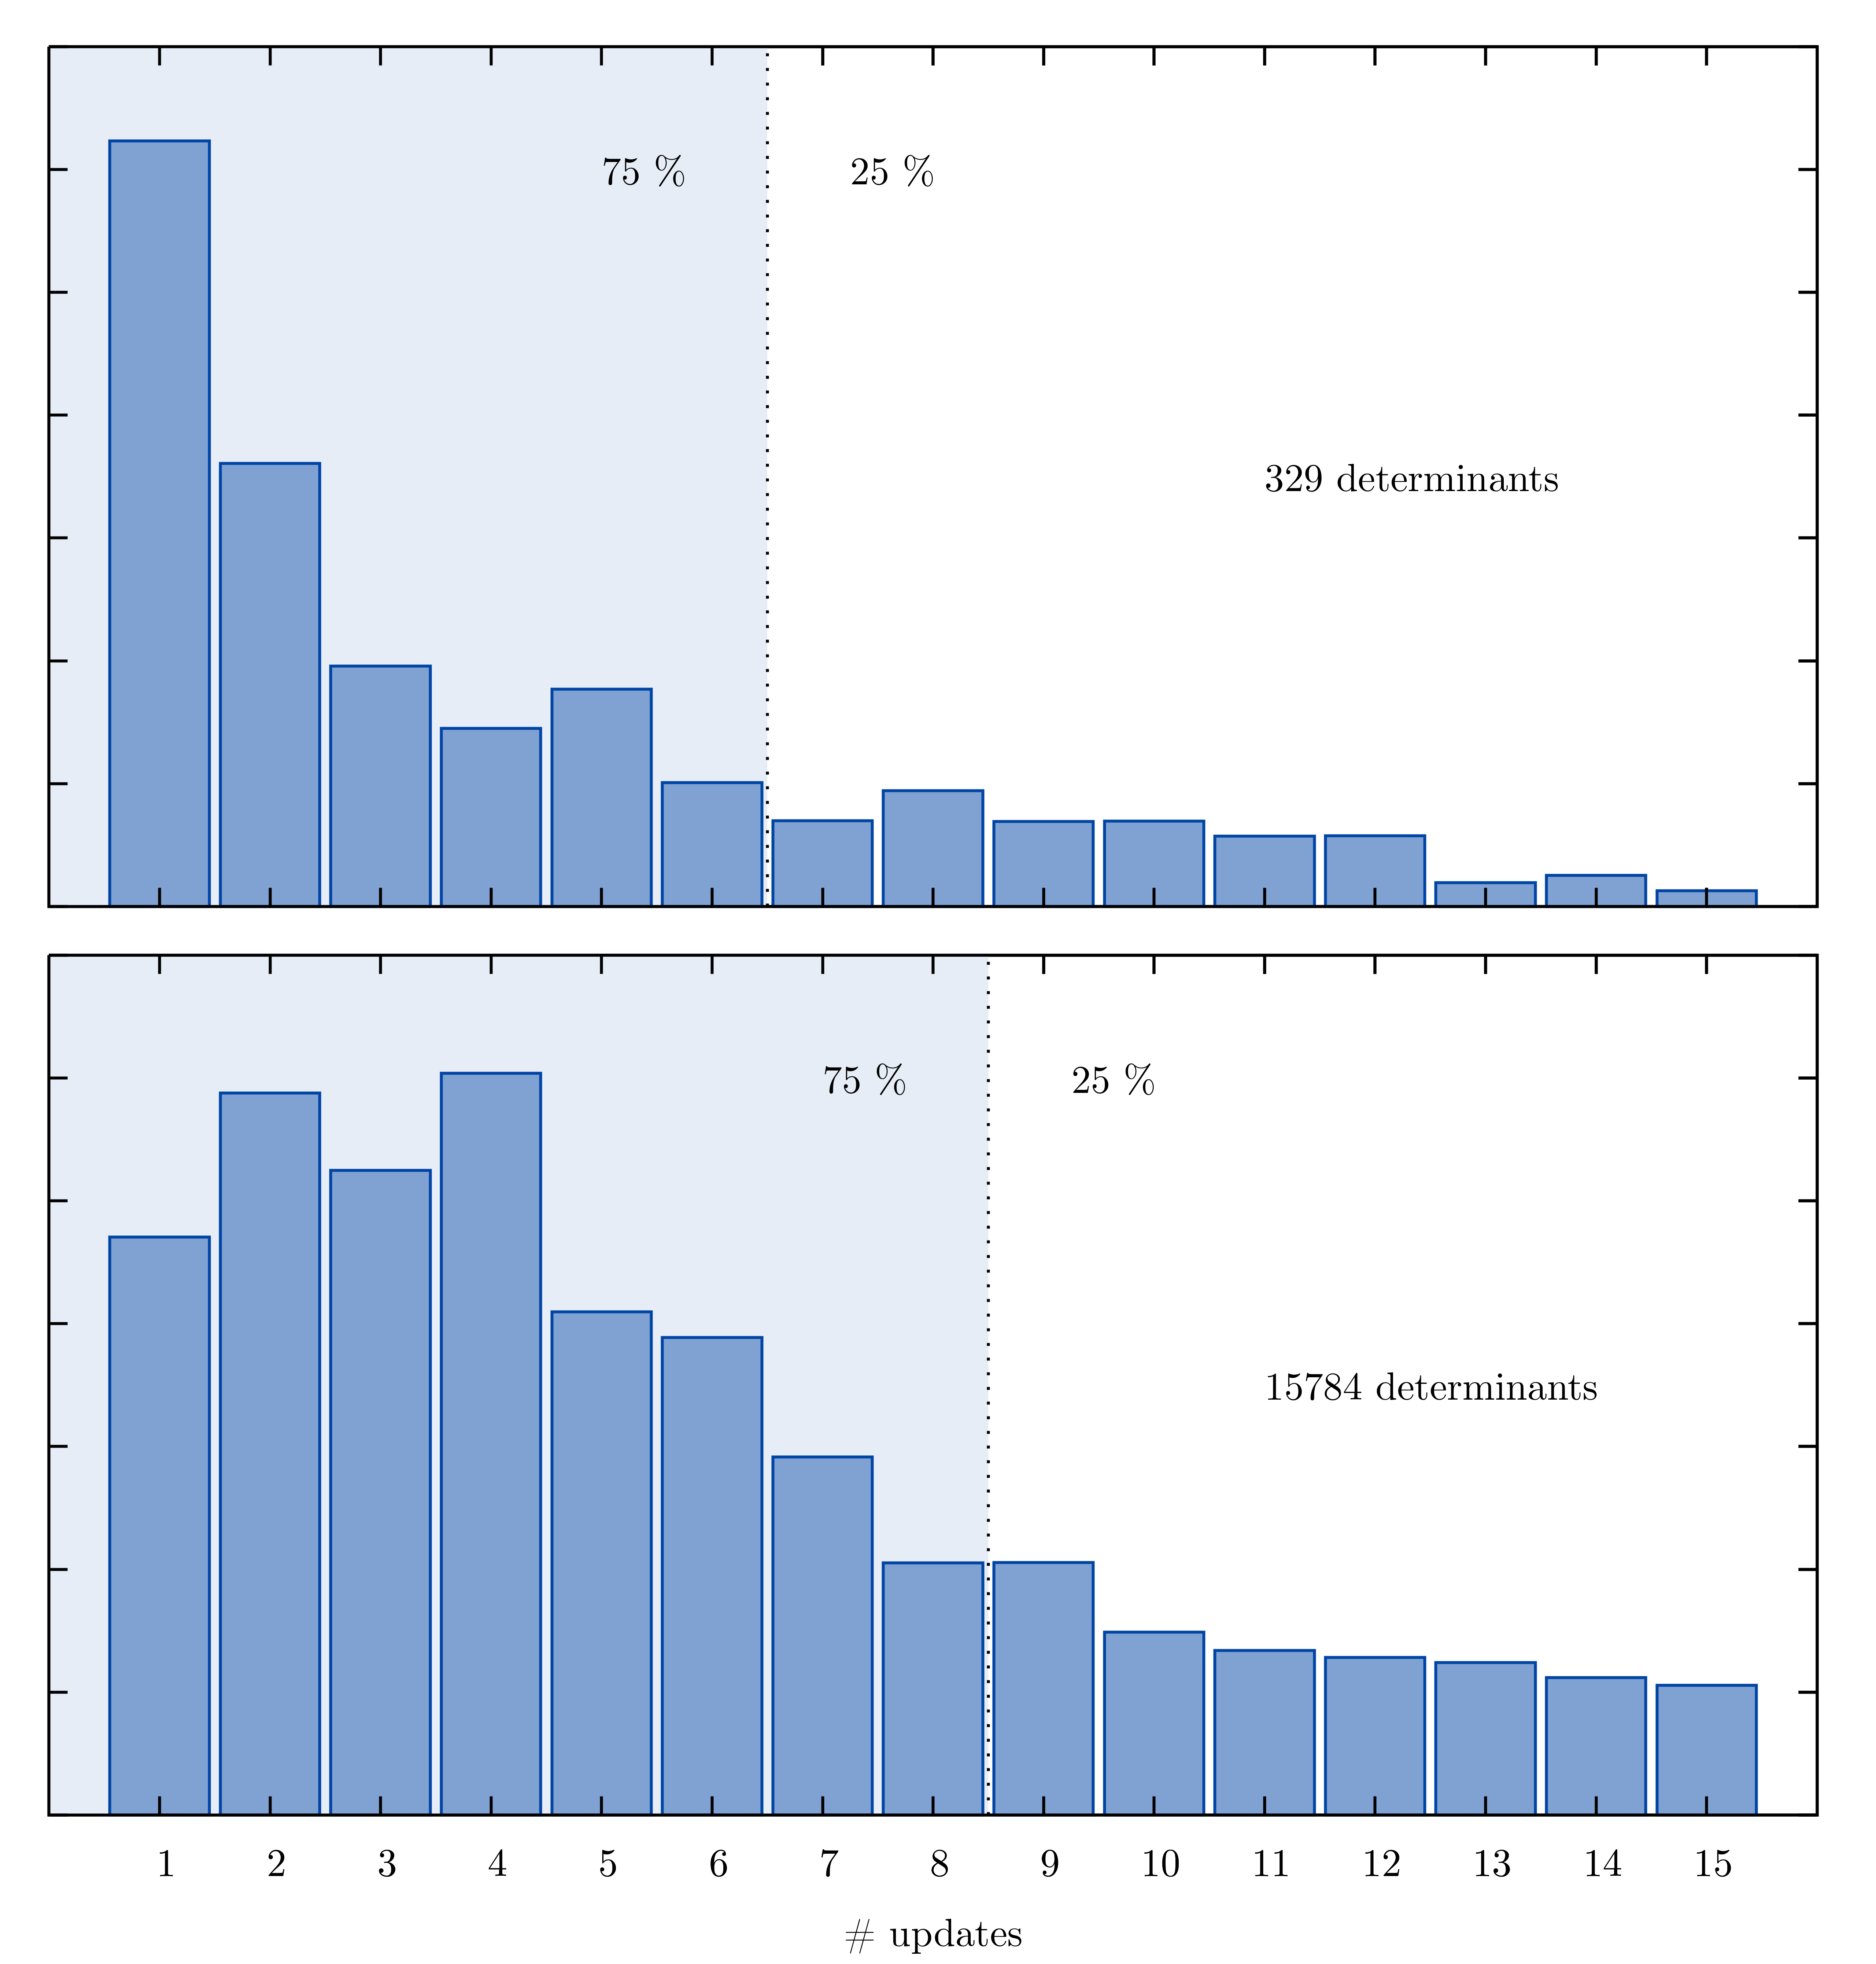 75 % 25 %
329 determinants
75 % 25 %
15784 determinants
1 2 3 4 5 6 7 8 9 10 11 12 13 14 15
# updates